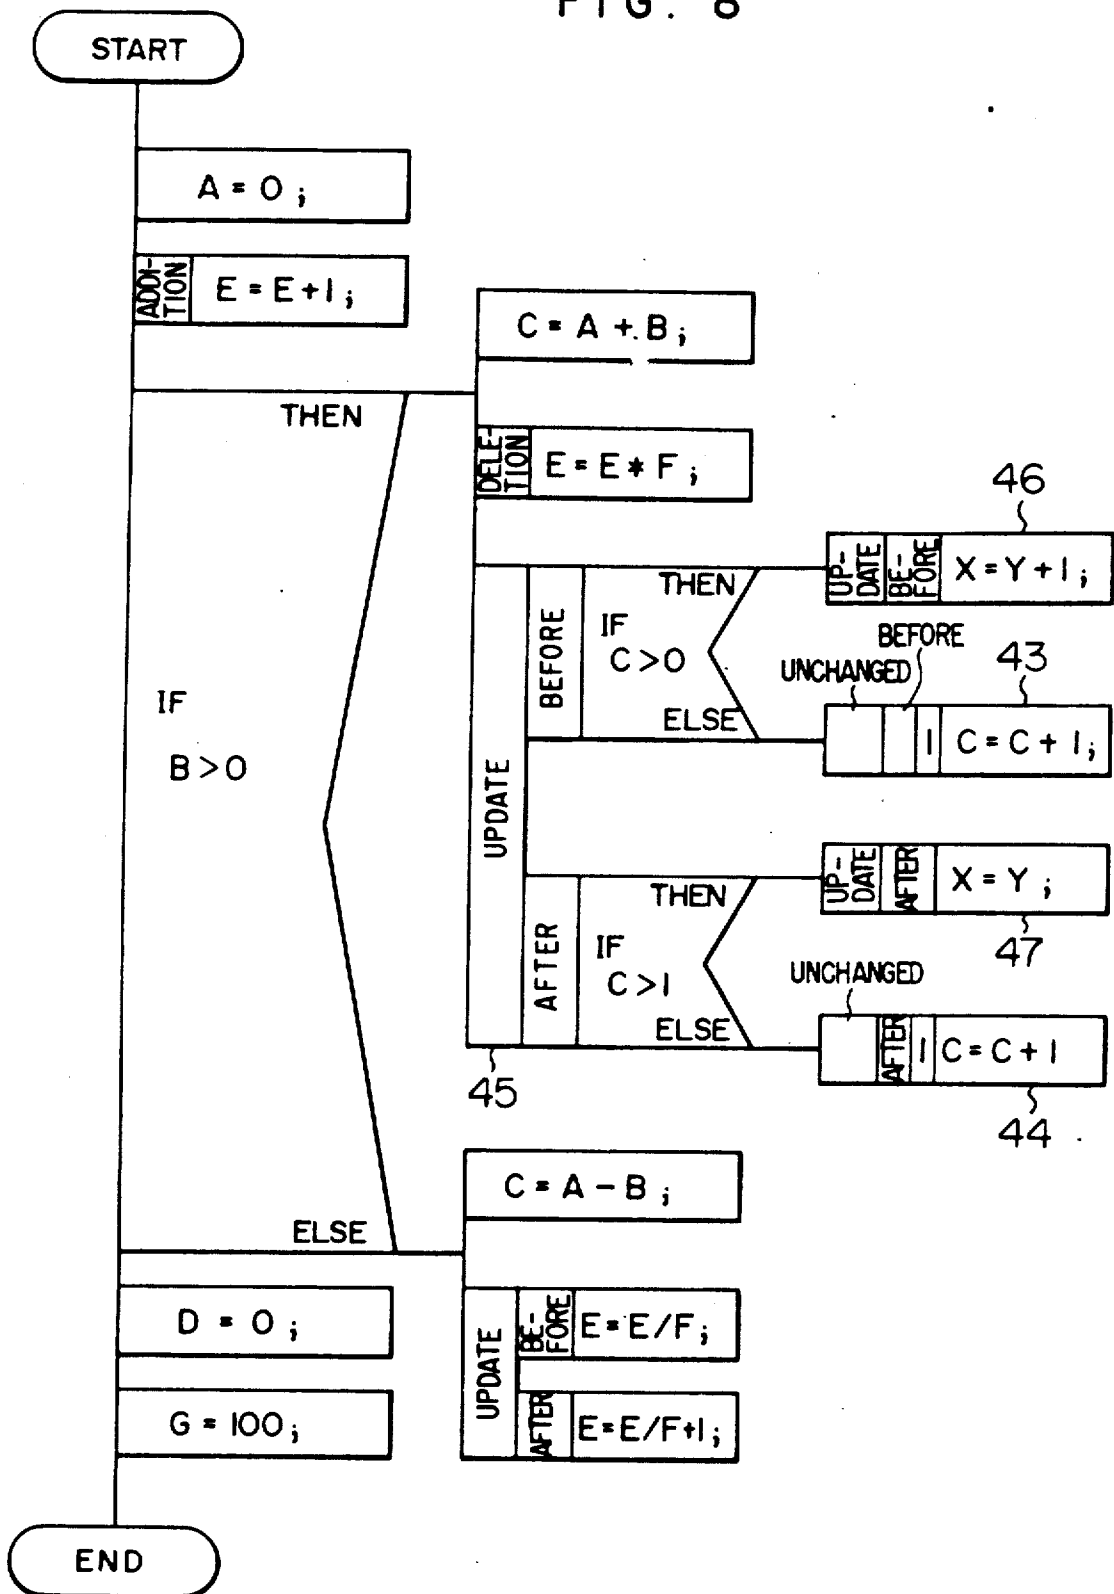 FIG. 8
START
A = 0 ;
ADDI-
TION
E = E+1 ;
C = A + B ;
THEN
DELE-
TION
E = E * F ;
46
UP-
DATE
BE-
FORE
X = Y + 1 ;
THEN
BEFORE
IF
C > 0
BEFORE
UNCHANGED
43
ELSE
1
C = C + 1 ;
IF
B > 0
UPDATE
UP-
DATE
AFTER
X = Y ;
THEN
47
AFTER
IF
C > 1
UNCHANGED
ELSE
AFTER
1
C = C + 1
45
44
C = A - B ;
ELSE
D = 0 ;
UPDATE
BE-
FORE
E = E/F ;
G = 100 ;
AFTER
E = E/F+1 ;
END